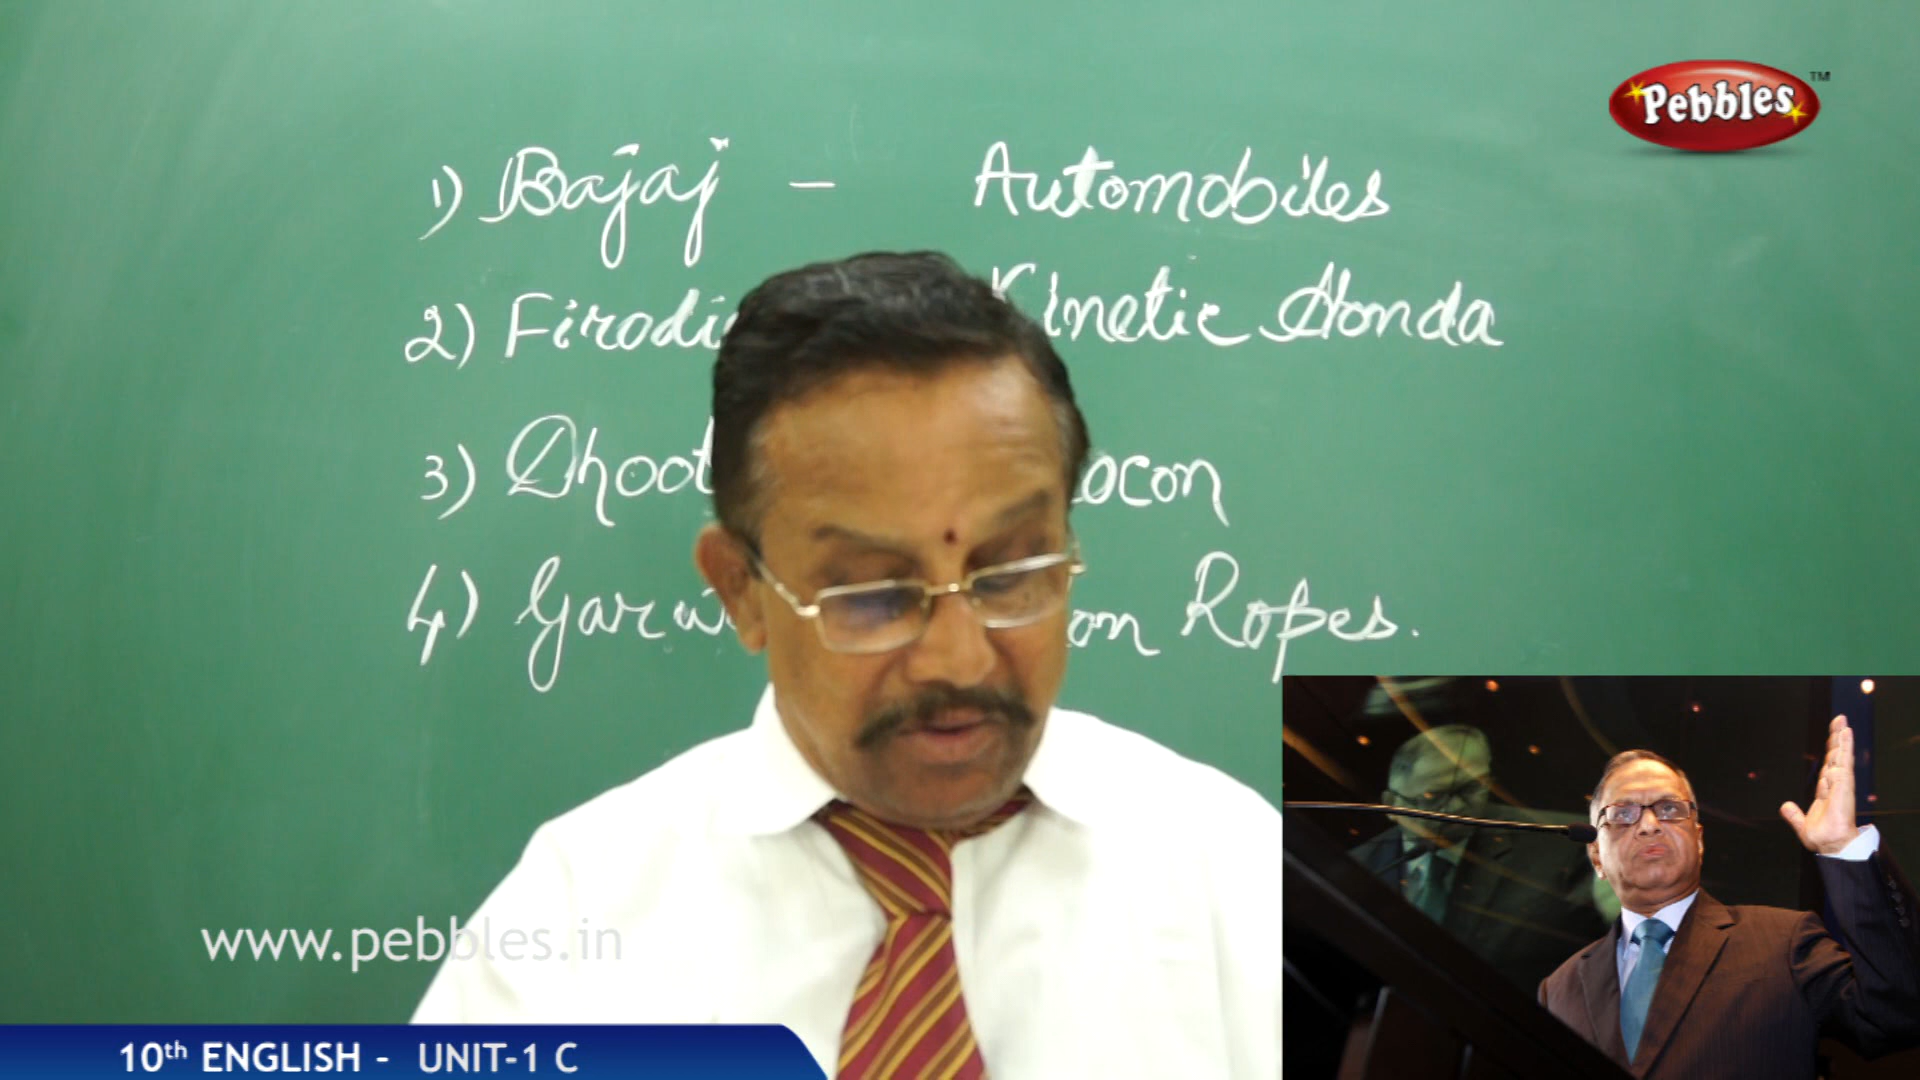 Pebbles TM
1) Bajaj - Automobiles
2) Firodi Kinetic Honda
3) Dhoot ocon
4) Garw on Ropes.
www.pebbles.in
10th ENGLISH - UNIT-1 C